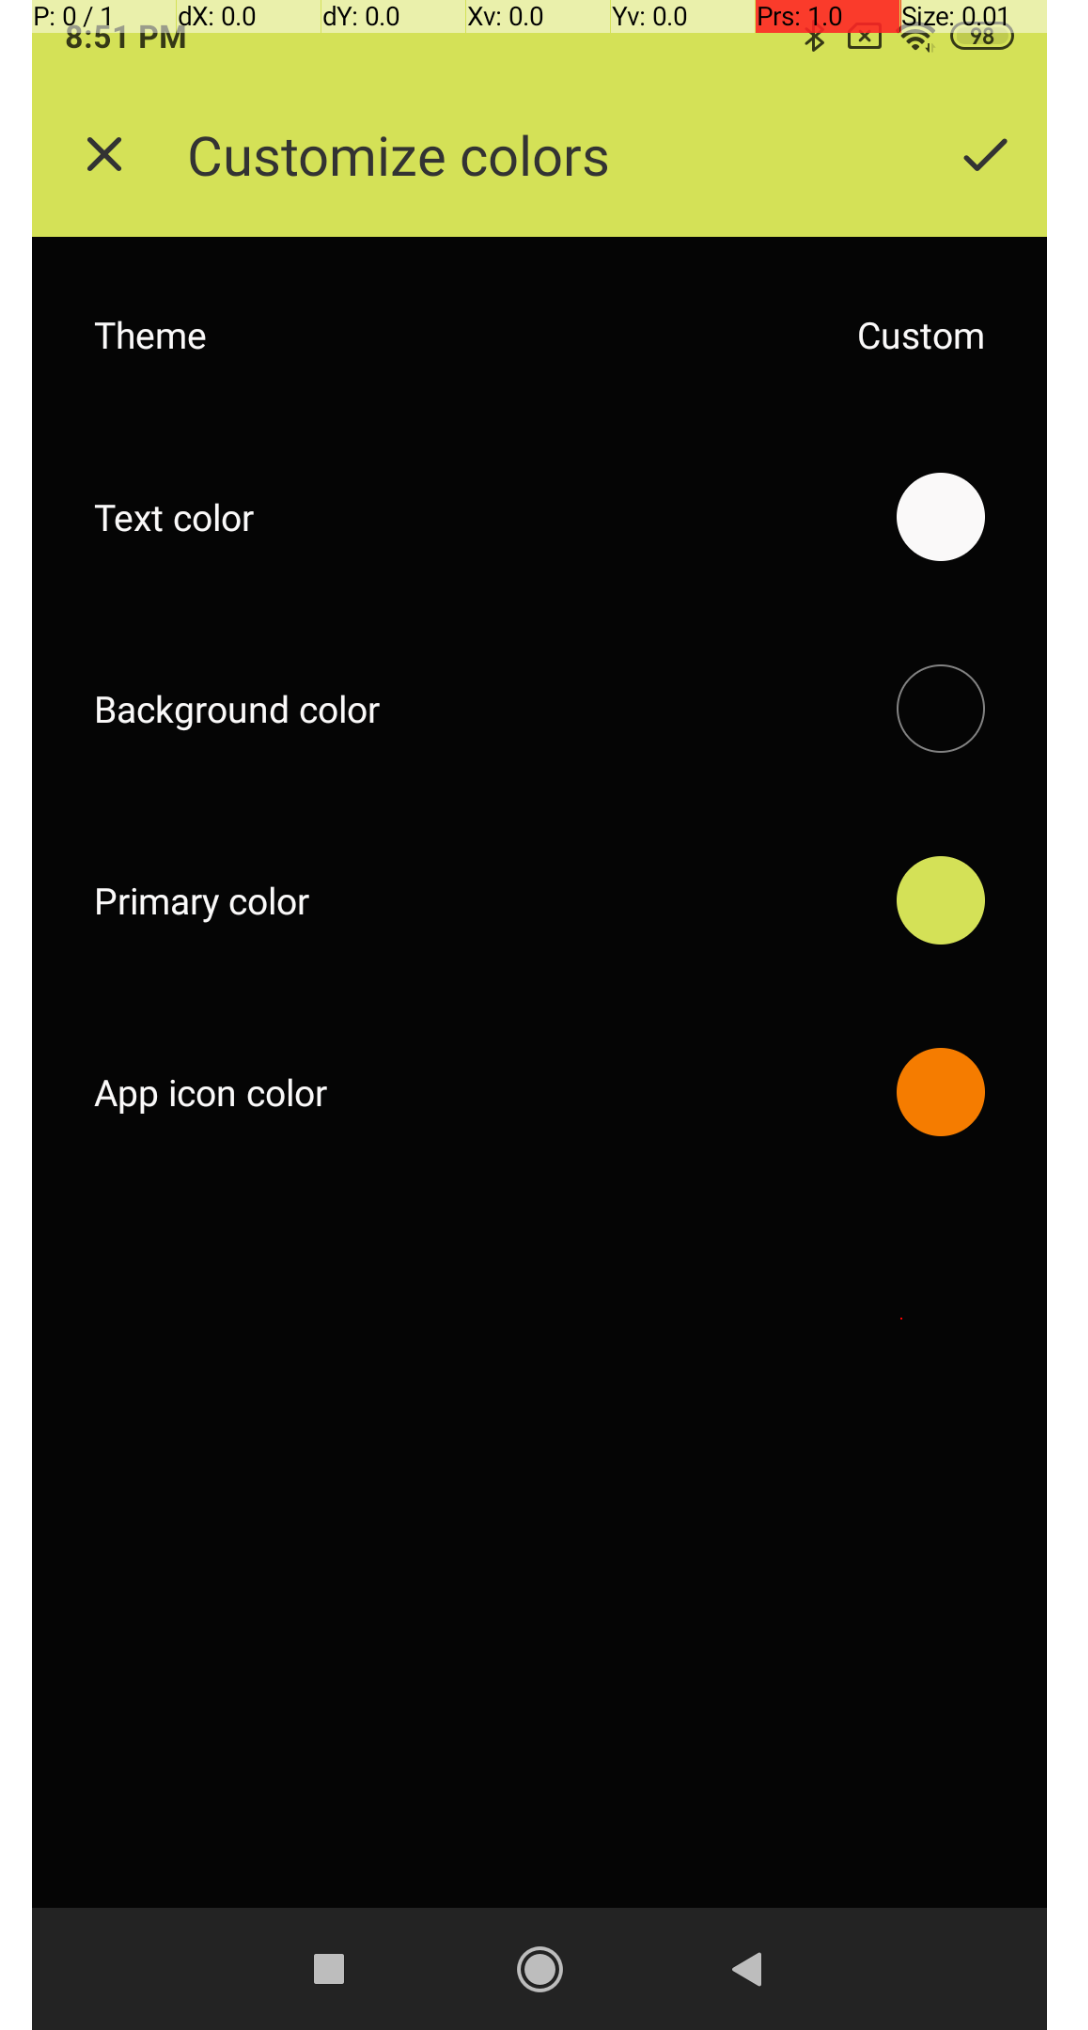 P: 0 / 1 dX: 0.0 dY: 0.0 Xv: 0.0 Yv: 0.0 Prs: 1.0 Size: 0.01
8:51 PM 98
Customize colors
Theme Custom
Text color
Background color
Primary color
App icon color